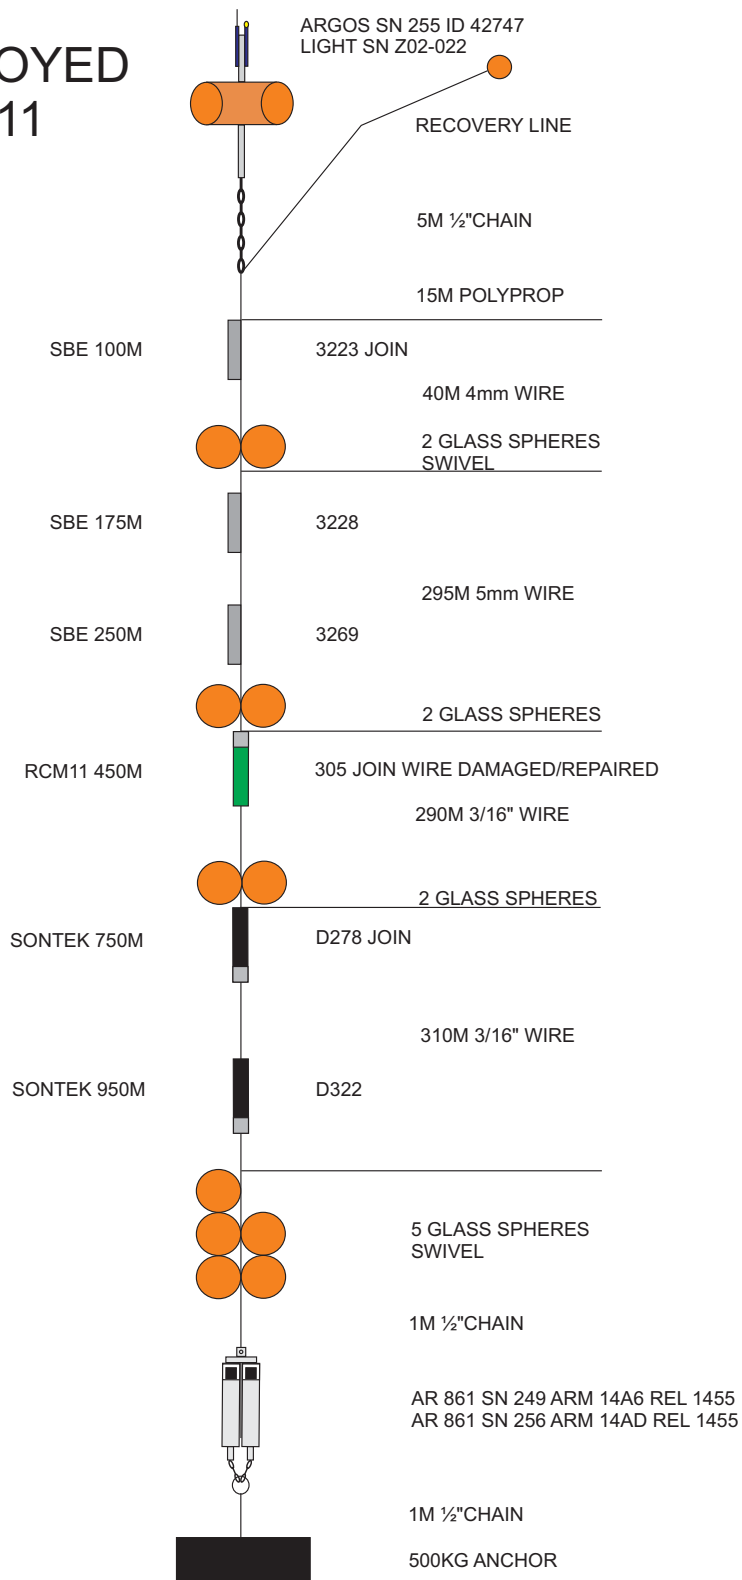 ARGOS SN 255 ID 42747
LIGHT SN Z02-022
OYED
11
RECOVERY LINE
5M ½"CHAIN
15M POLYPROP
SBE 100M 3223 JOIN
40M 4mm WIRE
2 GLASS SPHERES
SWIVEL
SBE 175M 3228
295M 5mm WIRE
SBE 250M 3269
2 GLASS SPHERES
RCM11 450M 305 JOIN WIRE DAMAGED/REPAIRED
290M 3/16" WIRE
2 GLASS SPHERES
SONTEK 750M D278 JOIN
310M 3/16" WIRE
SONTEK 950M D322
5 GLASS SPHERES
SWIVEL
1M ½"CHAIN
AR 861 SN 249 ARM 14A6 REL 1455
AR 861 SN 256 ARM 14AD REL 1455
1M ½"CHAIN
500KG ANCHOR